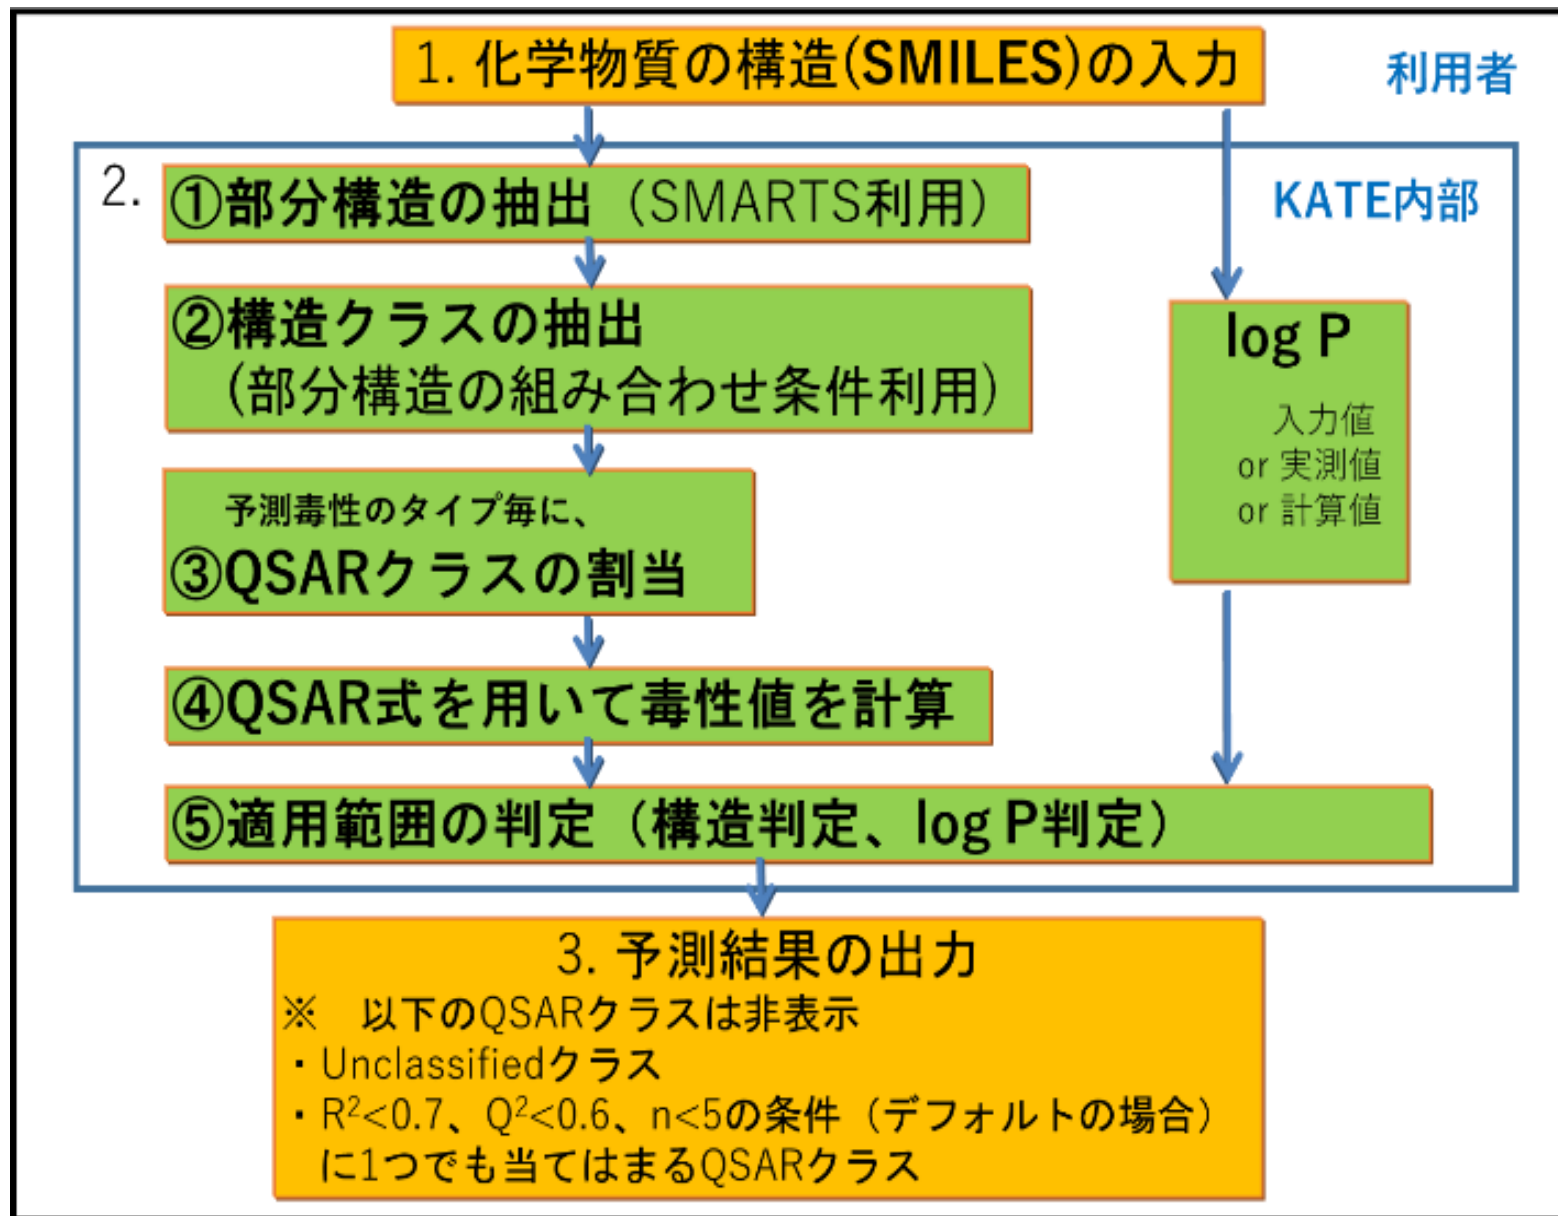 1. 化学物質の構造(SMILES)の入力
利用者
2.
①部分構造の抽出（SMARTS利用）
KATE内部
②構造クラスの抽出
(部分構造の組み合わせ条件利用)
log P
入力値
or 実測値
or 計算値
予測毒性のタイプ毎に、
③QSARクラスの割当
④QSAR式を用いて毒性値を計算
⑤適用範囲の判定（構造判定、log P判定）
3. 予測結果の出力
※　以下のQSARクラスは非表示
・Unclassifiedクラス
・R²<0.7、Q²<0.6、n<5の条件（デフォルトの場合）
に1つでも当てはまるQSARクラス